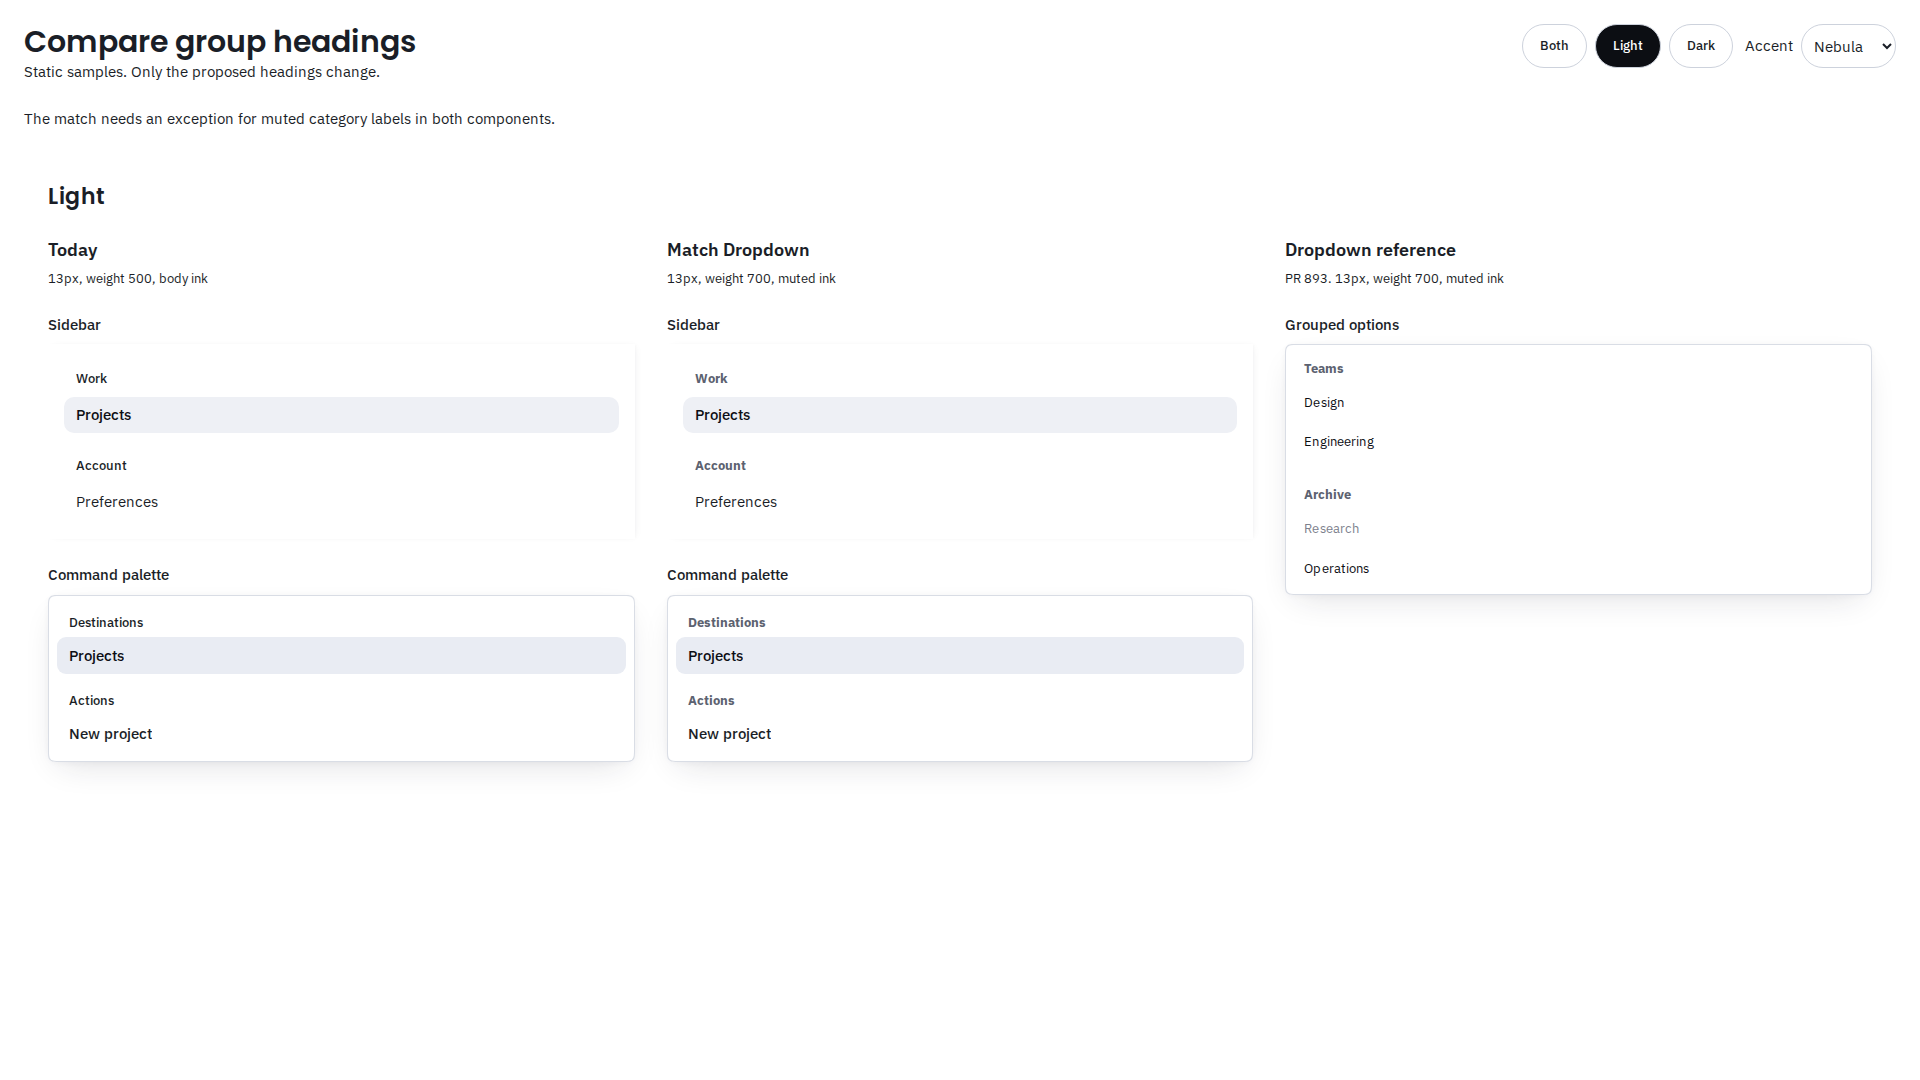 Compare group headings
Static samples. Only the proposed headings change.
Both
Light
Dark
Accent
Nebula
The match needs an exception for muted category labels in both components.
Light
Today
13px, weight 500, body ink
Sidebar
Work
Projects
Account
Preferences
Command palette
Destinations
Projects
Actions
New project
Match Dropdown
13px, weight 700, muted ink
Sidebar
Work
Projects
Account
Preferences
Command palette
Destinations
Projects
Actions
New project
Dropdown reference
PR 893. 13px, weight 700, muted ink
Grouped options
Teams
Design
Engineering
Archive
Research
Operations